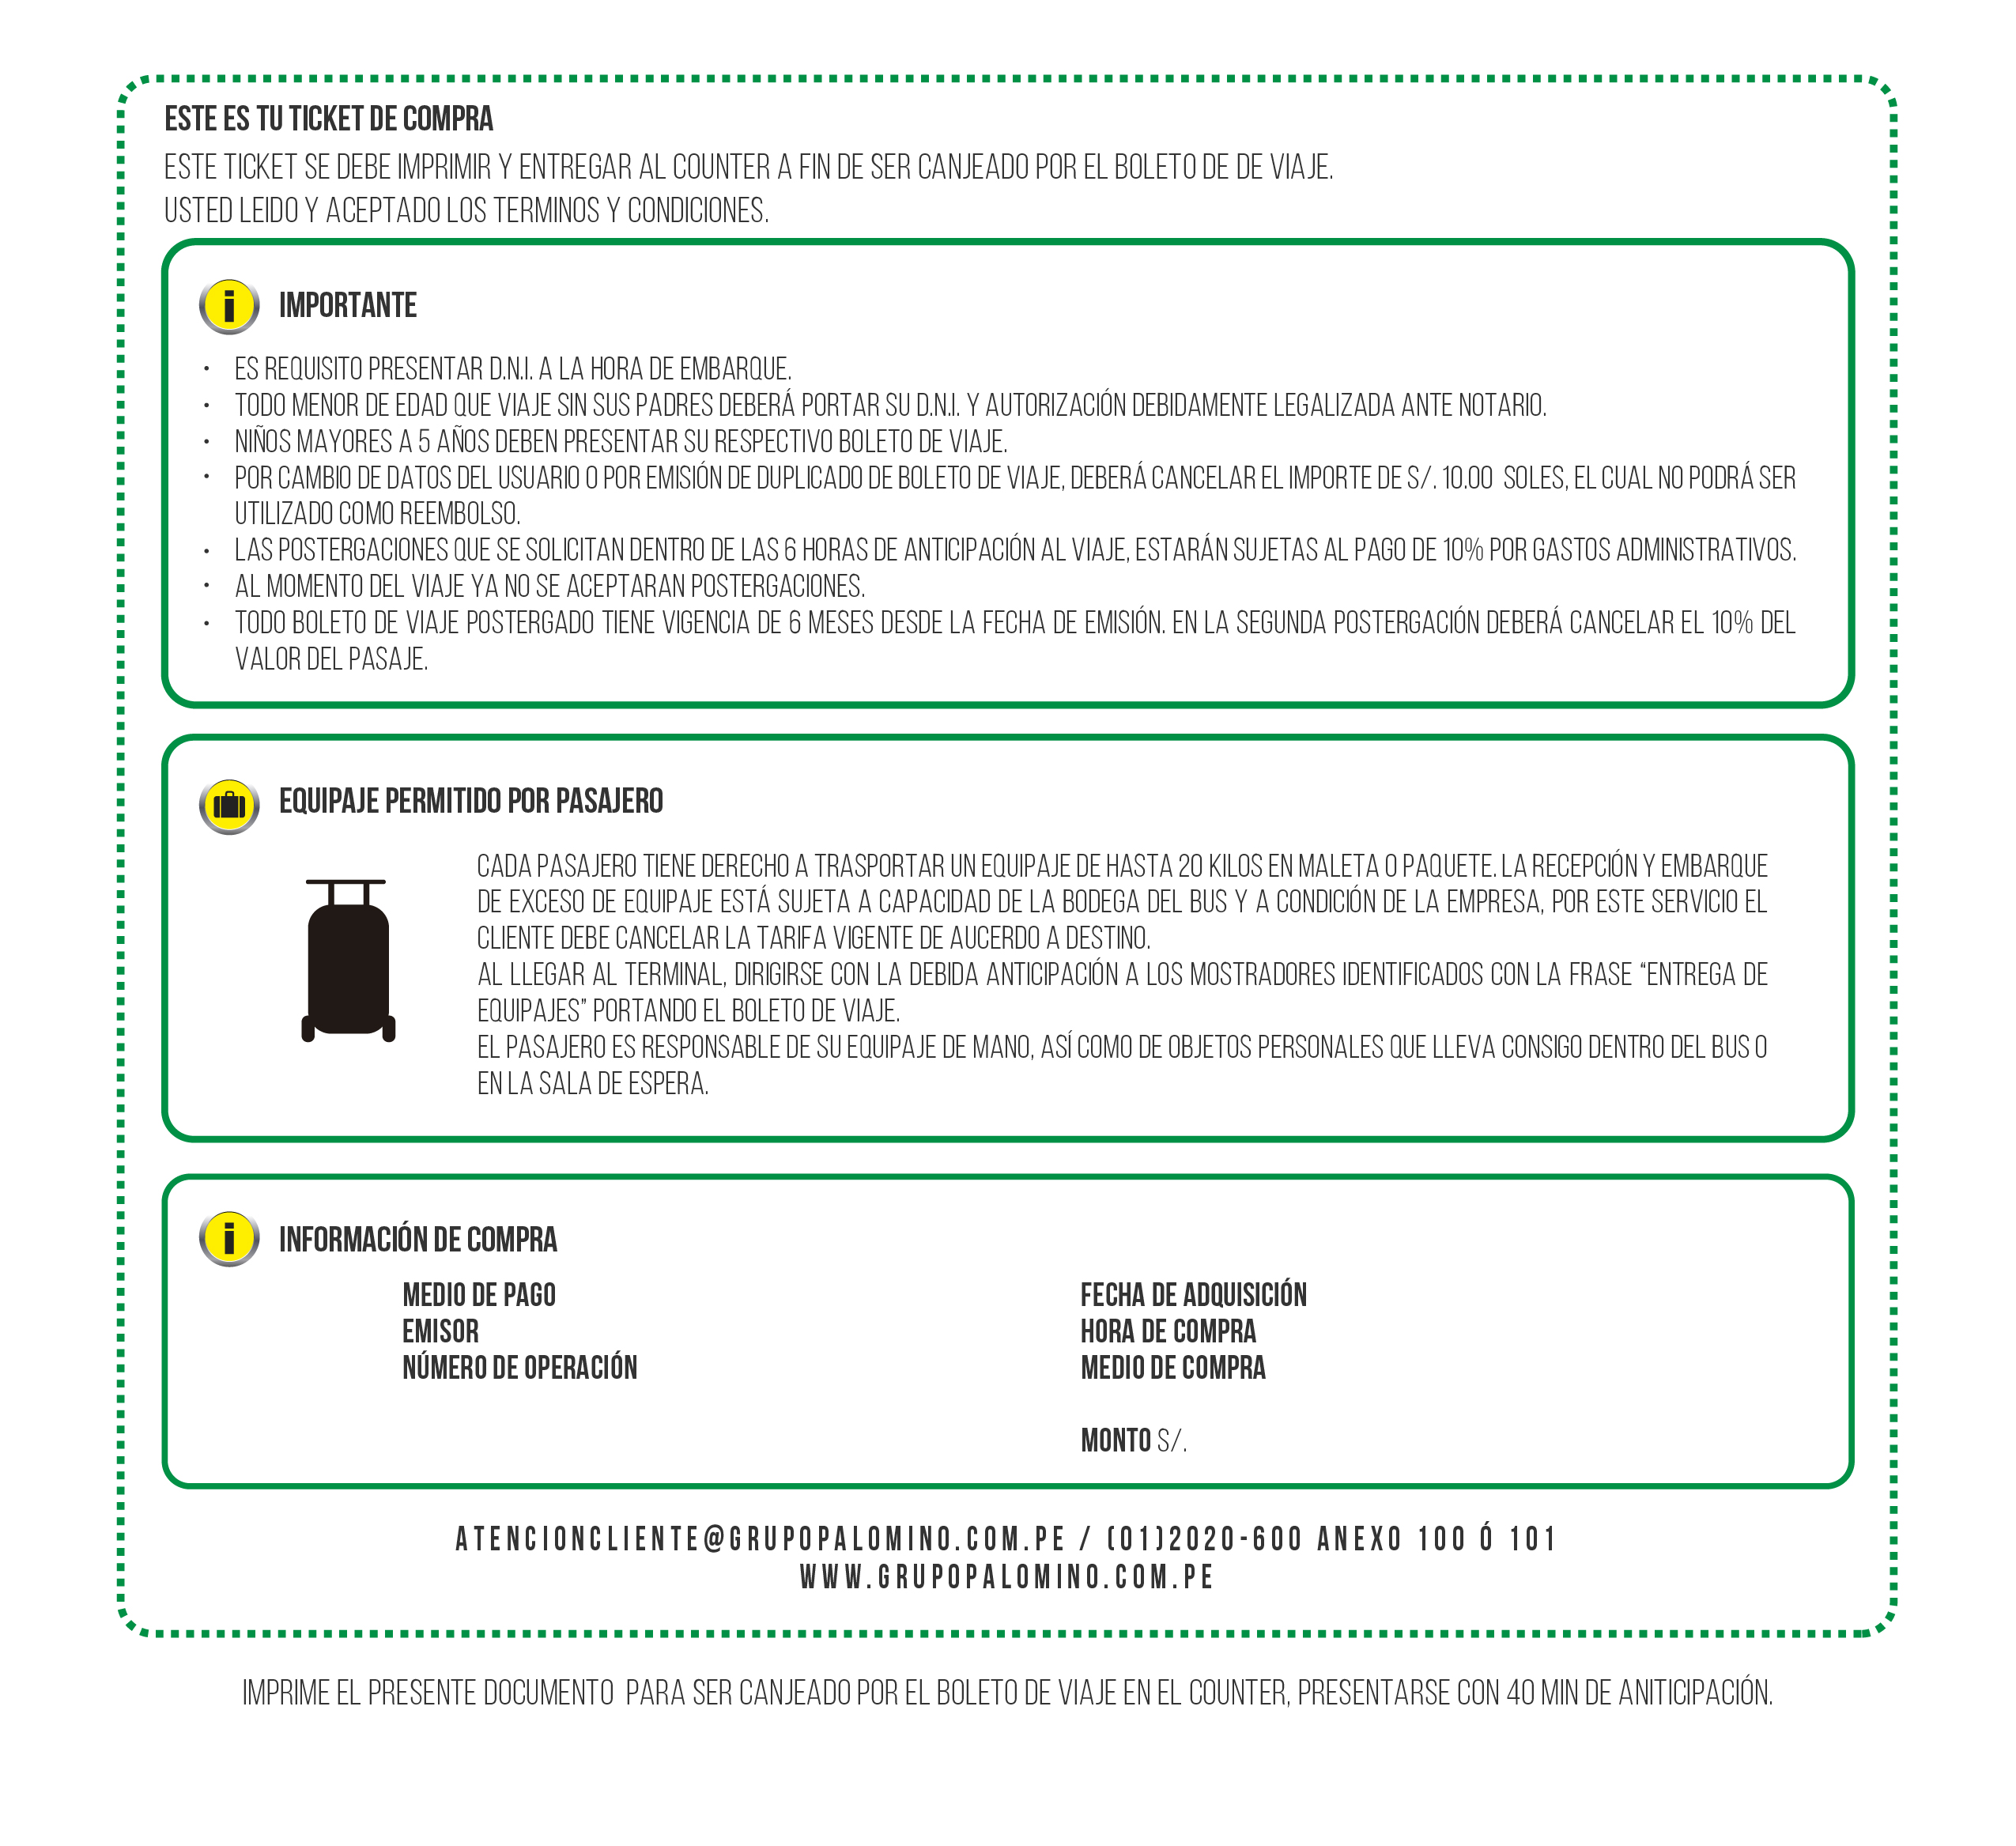 ESTE ES TU TICKET DE COMPRA
ESTE TICKET SE DEBE IMPRIMIR Y ENTREGAR AL COUNTER A FIN DE SER CANJEADO POR EL BOLETO DE DE VIAJE.
USTED LEIDO Y ACEPTADO LOS TERMINOS Y CONDICIONES.
IMPORTANTE
• ES REQUISITO PRESENTAR D.N.I. A LA HORA DE EMBARQUE.
• TODO MENOR DE EDAD QUE VIAJE SIN SUS PADRES DEBERÁ PORTAR SU D.N.I. Y AUTORIZACIÓN DEBIDAMENTE LEGALIZADA ANTE NOTARIO.
• NIÑOS MAYORES A 5 AÑOS DEBEN PRESENTAR SU RESPECTIVO BOLETO DE VIAJE.
• POR CAMBIO DE DATOS DEL USUARIO O POR EMISIÓN DE DUPLICADO DE BOLETO DE VIAJE, DEBERÁ CANCELAR EL IMPORTE DE S/. 10.00 SOLES, EL CUAL NO PODRÁ SER
UTILIZADO COMO REEMBOLSO.
• LAS POSTERGACIONES QUE SE SOLICITAN DENTRO DE LAS 6 HORAS DE ANTICIPACIÓN AL VIAJE, ESTARÁN SUJETAS AL PAGO DE 10% POR GASTOS ADMINISTRATIVOS.
• AL MOMENTO DEL VIAJE YA NO SE ACEPTARAN POSTERGACIONES.
• TODO BOLETO DE VIAJE POSTERGADO TIENE VIGENCIA DE 6 MESES DESDE LA FECHA DE EMISIÓN. EN LA SEGUNDA POSTERGACIÓN DEBERÁ CANCELAR EL 10% DEL
VALOR DEL PASAJE.
EQUIPAJE PERMITIDO POR PASAJERO
CADA PASAJERO TIENE DERECHO A TRASPORTAR UN EQUIPAJE DE HASTA 20 KILOS EN MALETA O PAQUETE. LA RECEPCIÓN Y EMBARQUE
DE EXCESO DE EQUIPAJE ESTÁ SUJETA A CAPACIDAD DE LA BODEGA DEL BUS Y A CONDICIÓN DE LA EMPRESA, POR ESTE SERVICIO EL
CLIENTE DEBE CANCELAR LA TARIFA VIGENTE DE AUCERDO A DESTINO.
AL LLEGAR AL TERMINAL, DIRIGIRSE CON LA DEBIDA ANTICIPACIÓN A LOS MOSTRADORES IDENTIFICADOS CON LA FRASE “ENTREGA DE
EQUIPAJES” PORTANDO EL BOLETO DE VIAJE.
EL PASAJERO ES RESPONSABLE DE SU EQUIPAJE DE MANO, ASÍ COMO DE OBJETOS PERSONALES QUE LLEVA CONSIGO DENTRO DEL BUS O
EN LA SALA DE ESPERA.
INFORMACIÓN DE COMPRA
MEDIO DE PAGO
EMISOR
NÚMERO DE OPERACIÓN
FECHA DE ADQUISICIÓN
HORA DE COMPRA
MEDIO DE COMPRA
MONTO S/.
ATENCIONCLIENTE@GRUPOPALOMINO.COM.PE / (01)2020-600 ANEXO 100 Ó 101
WWW.GRUPOPALOMINO.COM.PE
IMPRIME EL PRESENTE DOCUMENTO PARA SER CANJEADO POR EL BOLETO DE VIAJE EN EL COUNTER, PRESENTARSE CON 40 MIN DE ANITICIPACIÓN.